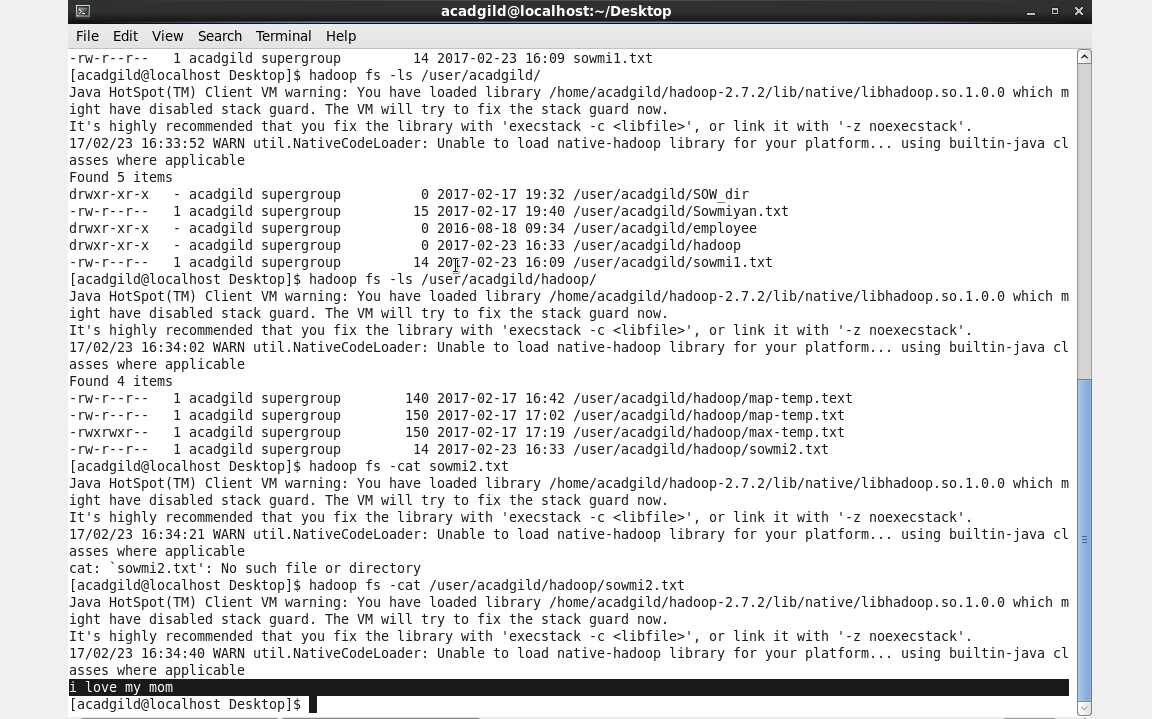 acadgild@localhost:~/Desktop
File Edit View Search Terminal Help
-rw-r--r--   1 acadgild supergroup         14 2017-02-23 16:09 sowmi1.txt
[acadgild@localhost Desktop]$ hadoop fs -ls /user/acadgild/
Java HotSpot(TM) Client VM warning: You have loaded library /home/acadgild/hadoop-2.7.2/lib/native/libhadoop.so.1.0.0 which m
ight have disabled stack guard. The VM will try to fix the stack guard now.
It's highly recommended that you fix the library with 'execstack -c <libfile>', or link it with '-z noexecstack'.
17/02/23 16:33:52 WARN util.NativeCodeLoader: Unable to load native-hadoop library for your platform... using builtin-java cl
asses where applicable
Found 5 items
drwxr-xr-x   - acadgild supergroup          0 2017-02-17 19:32 /user/acadgild/SOW_dir
-rw-r--r--   1 acadgild supergroup         15 2017-02-17 19:40 /user/acadgild/Sowmiyan.txt
drwxr-xr-x   - acadgild supergroup          0 2016-08-18 09:34 /user/acadgild/employee
drwxr-xr-x   - acadgild supergroup          0 2017-02-23 16:33 /user/acadgild/hadoop
-rw-r--r--   1 acadgild supergroup         14 2017-02-23 16:09 /user/acadgild/sowmi1.txt
[acadgild@localhost Desktop]$ hadoop fs -ls /user/acadgild/hadoop/
Java HotSpot(TM) Client VM warning: You have loaded library /home/acadgild/hadoop-2.7.2/lib/native/libhadoop.so.1.0.0 which m
ight have disabled stack guard. The VM will try to fix the stack guard now.
It's highly recommended that you fix the library with 'execstack -c <libfile>', or link it with '-z noexecstack'.
17/02/23 16:34:02 WARN util.NativeCodeLoader: Unable to load native-hadoop library for your platform... using builtin-java cl
asses where applicable
Found 4 items
-rw-r--r--   1 acadgild supergroup        140 2017-02-17 16:42 /user/acadgild/hadoop/map-temp.text
-rw-r--r--   1 acadgild supergroup        150 2017-02-17 17:02 /user/acadgild/hadoop/map-temp.txt
-rwxrwxr--   1 acadgild supergroup        150 2017-02-17 17:19 /user/acadgild/hadoop/max-temp.txt
-rw-r--r--   1 acadgild supergroup         14 2017-02-23 16:33 /user/acadgild/hadoop/sowmi2.txt
[acadgild@localhost Desktop]$ hadoop fs -cat sowmi2.txt
Java HotSpot(TM) Client VM warning: You have loaded library /home/acadgild/hadoop-2.7.2/lib/native/libhadoop.so.1.0.0 which m
ight have disabled stack guard. The VM will try to fix the stack guard now.
It's highly recommended that you fix the library with 'execstack -c <libfile>', or link it with '-z noexecstack'.
17/02/23 16:34:21 WARN util.NativeCodeLoader: Unable to load native-hadoop library for your platform... using builtin-java cl
asses where applicable
cat: `sowmi2.txt': No such file or directory
[acadgild@localhost Desktop]$ hadoop fs -cat /user/acadgild/hadoop/sowmi2.txt
Java HotSpot(TM) Client VM warning: You have loaded library /home/acadgild/hadoop-2.7.2/lib/native/libhadoop.so.1.0.0 which m
ight have disabled stack guard. The VM will try to fix the stack guard now.
It's highly recommended that you fix the library with 'execstack -c <libfile>', or link it with '-z noexecstack'.
17/02/23 16:34:40 WARN util.NativeCodeLoader: Unable to load native-hadoop library for your platform... using builtin-java cl
asses where applicable
i love my mom
[acadgild@localhost Desktop]$